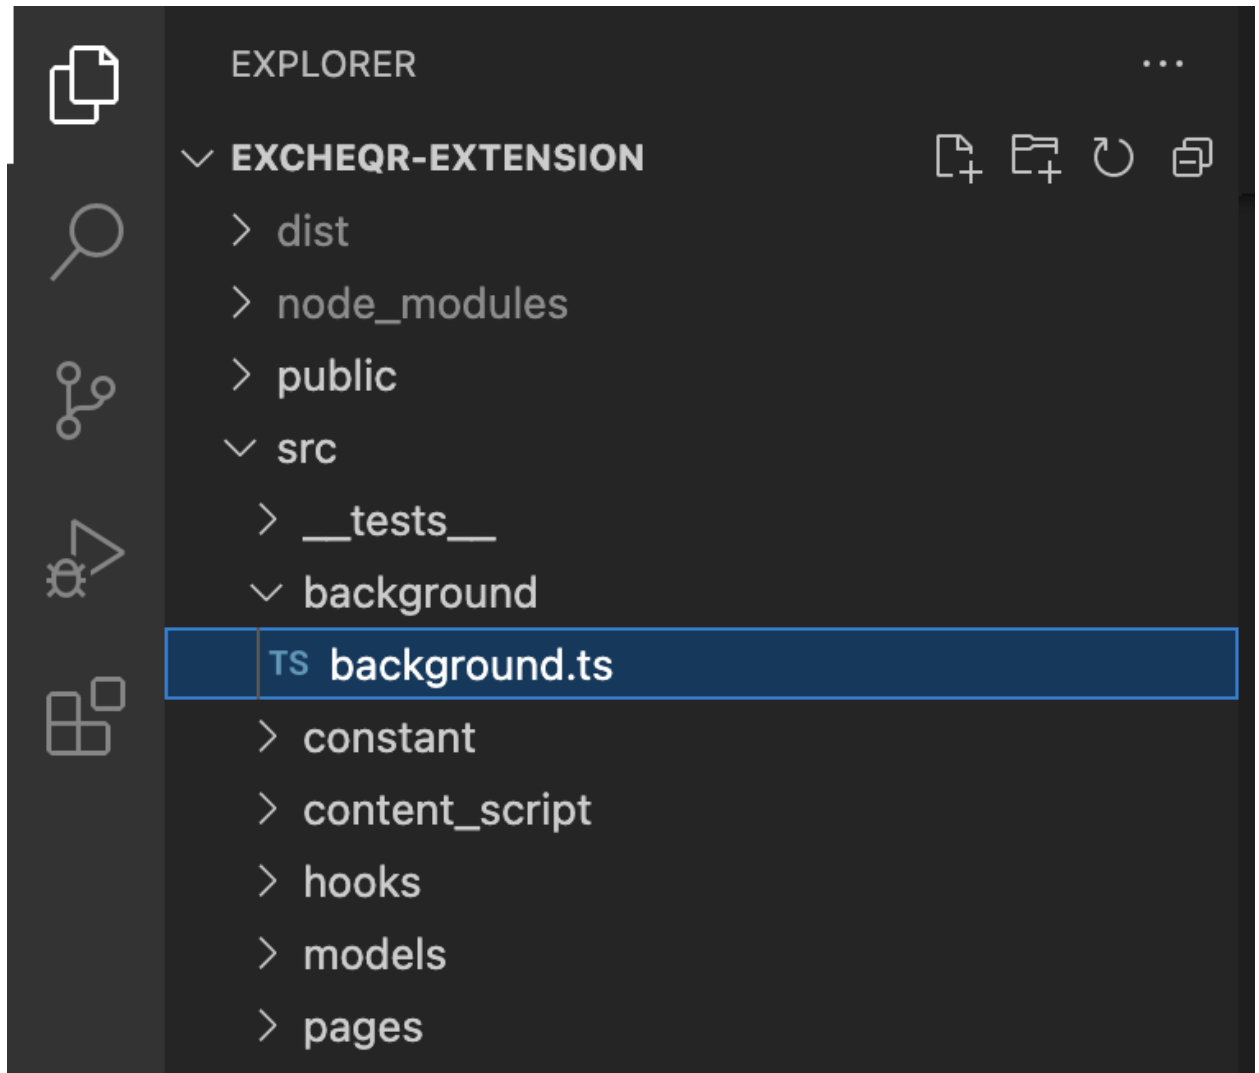 EXPLORER
EXCHEQR-EXTENSION
dist
node_modules
public
src
__tests__
background
TS background.ts
constant
content_script
hooks
models
pages